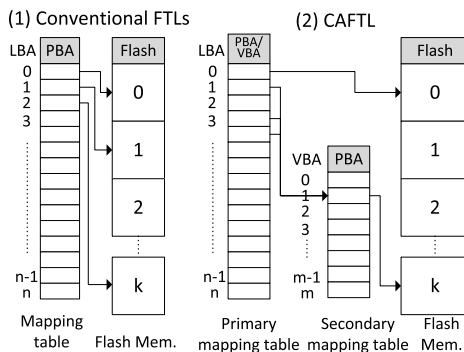 (1) Conventional FTLs
LBA
PBA
Flash
0
1
2
3
n-1
n
0
1
2
k
Mapping
table
Flash Mem.
(2) CAFTL
LBA
PBA/
VBA
Flash
0
1
2
3
n-1
n
VBA
PBA
0
1
2
3
m-1
m
0
1
2
k
Primary
mapping table
Secondary
mapping table
Flash
Mem.